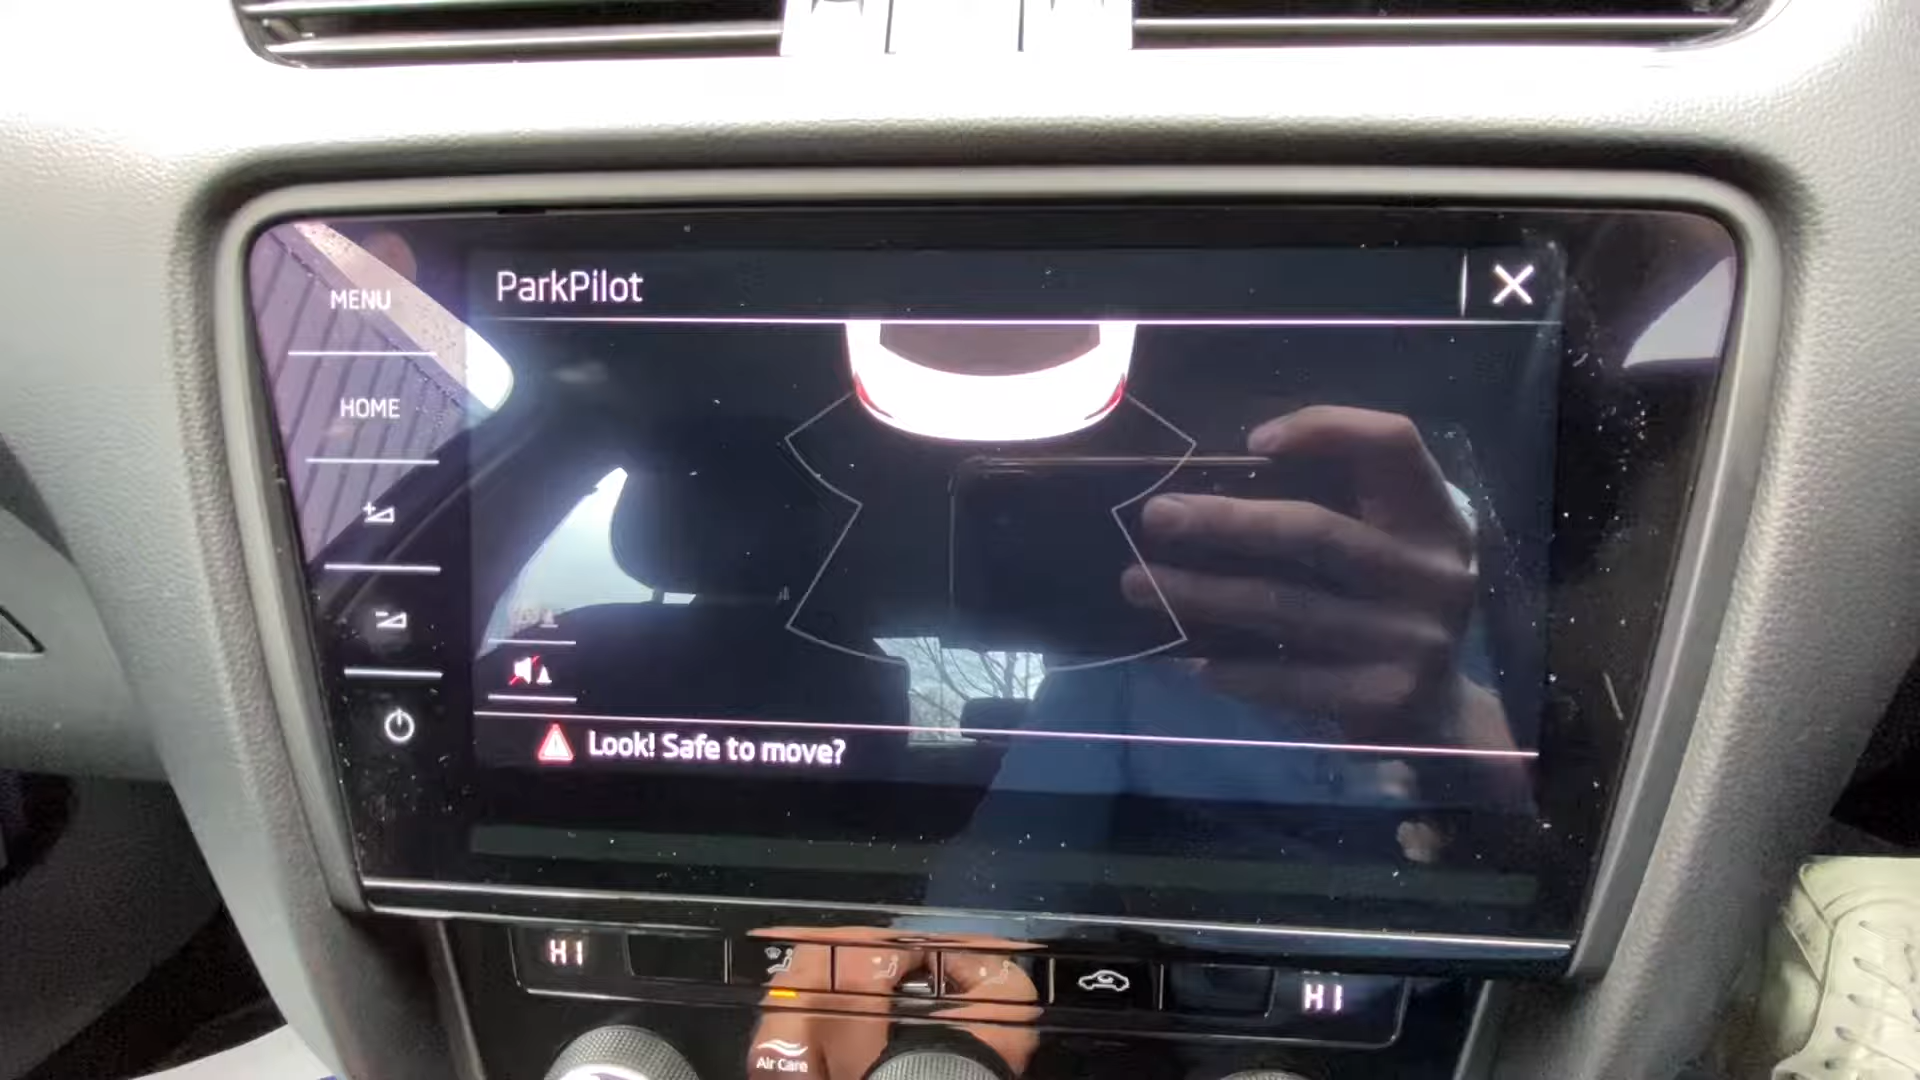 ParkPilot
MENU
HOME
Look! Safe to move?
HI
HI
Air Care